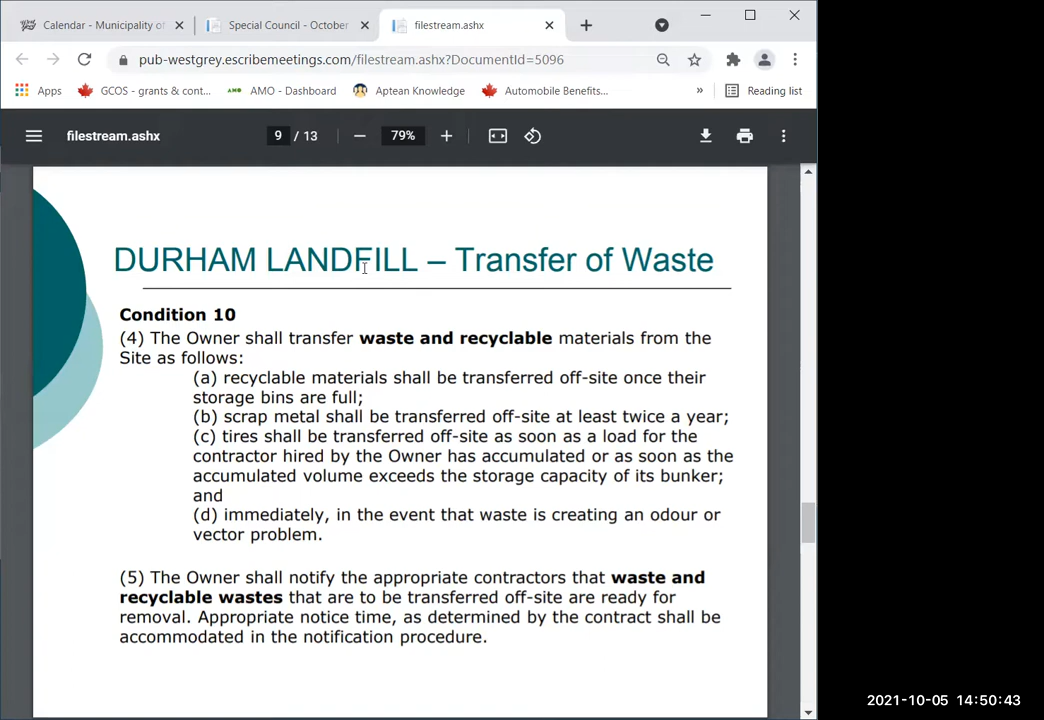 Calendar - Municipality of
Special Council - October
filestream.ashx
pub-westgrey.escribemeetings.com/filestream.ashx?DocumentId=5096
Apps
GCOS - grants & cont...
AMO - Dashboard
Aptean Knowledge
Automobile Benefits...
»
Reading list
filestream.ashx
9 / 13
79%
DURHAM LANDFILL – Transfer of Waste
Condition 10
(4) The Owner shall transfer waste and recyclable materials from the
Site as follows:
(a) recyclable materials shall be transferred off-site once their
storage bins are full;
(b) scrap metal shall be transferred off-site at least twice a year;
(c) tires shall be transferred off-site as soon as a load for the
contractor hired by the Owner has accumulated or as soon as the
accumulated volume exceeds the storage capacity of its bunker;
and
(d) immediately, in the event that waste is creating an odour or
vector problem.
(5) The Owner shall notify the appropriate contractors that waste and
recyclable wastes that are to be transferred off-site are ready for
removal. Appropriate notice time, as determined by the contract shall be
accommodated in the notification procedure.
2021-10-05 14:50:43